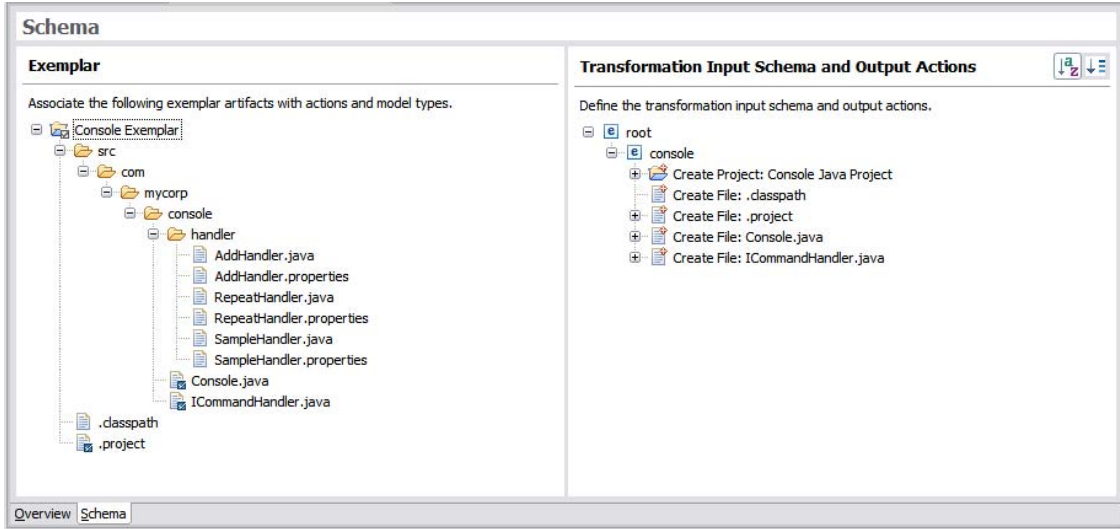 Schema
Exemplar
Associate the following exemplar artifacts with actions and model types.
Console Exemplar
src
com
mycorp
console
handler
AddHandler.java
AddHandler.properties
RepeatHandler.java
RepeatHandler.properties
SampleHandler.java
SampleHandler.properties
Console.java
ICommandHandler.java
.classpath
.project
Transformation Input Schema and Output Actions
Define the transformation input schema and output actions.
root
console
Create Project: Console Java Project
Create File: .classpath
Create File: .project
Create File: Console.java
Create File: ICommandHandler.java
Overview Schema